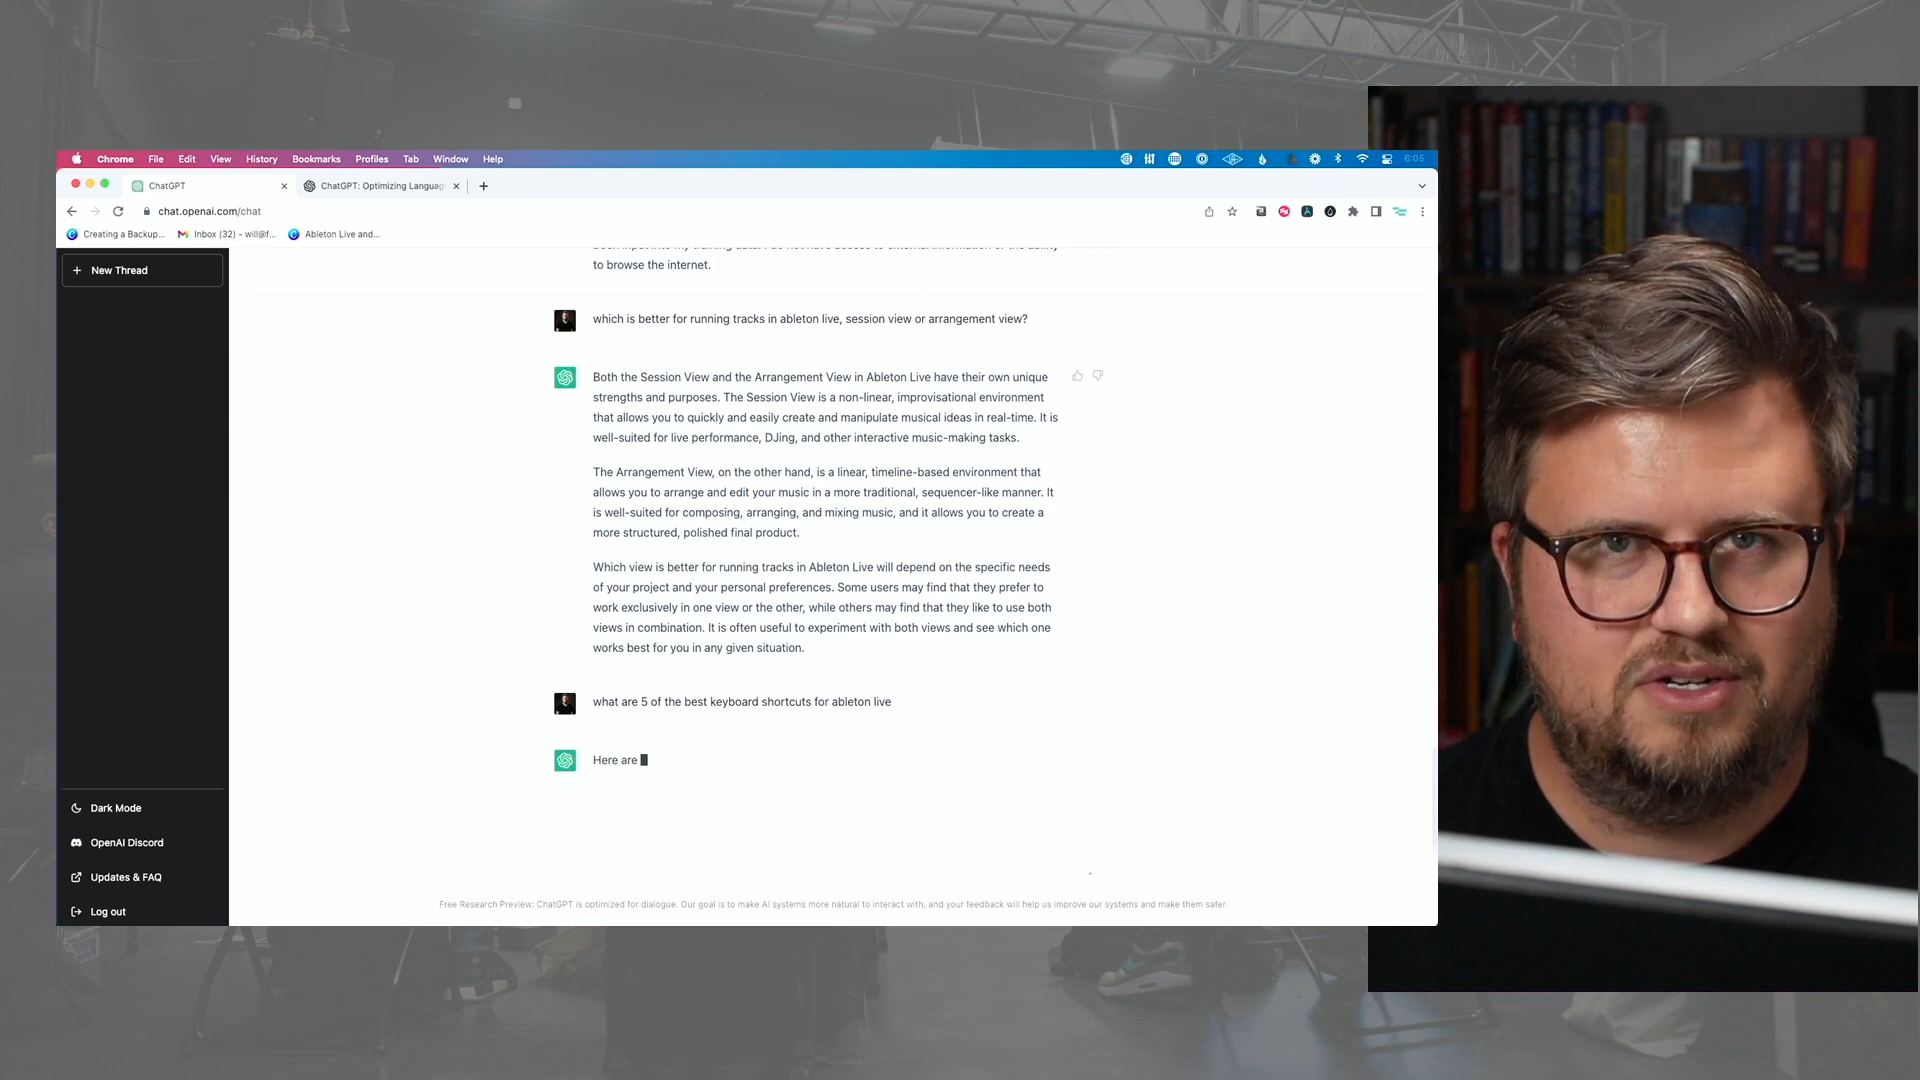 Chrome File Edit View History Bookmarks Profiles Tab Window Help 6:05
ChatGPT ChatGPT: Optimizing Languag
chat.openai.com/chat
Creating a Backup... Inbox (32) - will@f... Ableton Live and...
New Thread
to browse the internet.
which is better for running tracks in ableton live, session view or arrangement view?
Both the Session View and the Arrangement View in Ableton Live have their own unique
strengths and purposes. The Session View is a non-linear, improvisational environment
that allows you to quickly and easily create and manipulate musical ideas in real-time. It is
well-suited for live performance, DJing, and other interactive music-making tasks.
The Arrangement View, on the other hand, is a linear, timeline-based environment that
allows you to arrange and edit your music in a more traditional, sequencer-like manner. It
is well-suited for composing, arranging, and mixing music, and it allows you to create a
more structured, polished final product.
Which view is better for running tracks in Ableton Live will depend on the specific needs
of your project and your personal preferences. Some users may find that they prefer to
work exclusively in one view or the other, while others may find that they like to use both
views in combination. It is often useful to experiment with both views and see which one
works best for you in any given situation.
what are 5 of the best keyboard shortcuts for ableton live
Here are
Dark Mode
OpenAI Discord
Updates & FAQ
Log out
Free Research Preview: ChatGPT is optimized for dialogue. Our goal is to make AI systems more natural to interact with, and your feedback will help us improve our systems and make them safer.